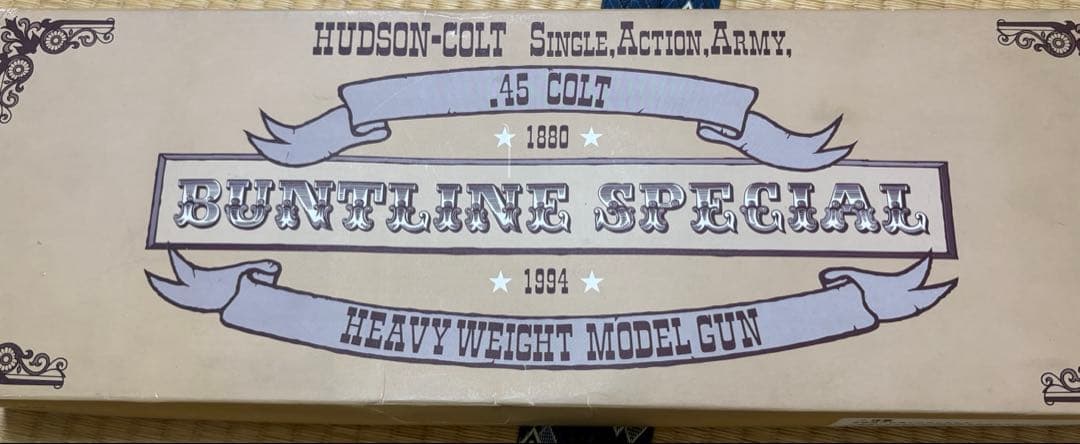 HUDSON-COLT SINGLE,ACTION,ARMY,
.45 COLT
1880
BUNTLINE SPECIAL
1994
HEAVY WEIGHT MODEL GUN